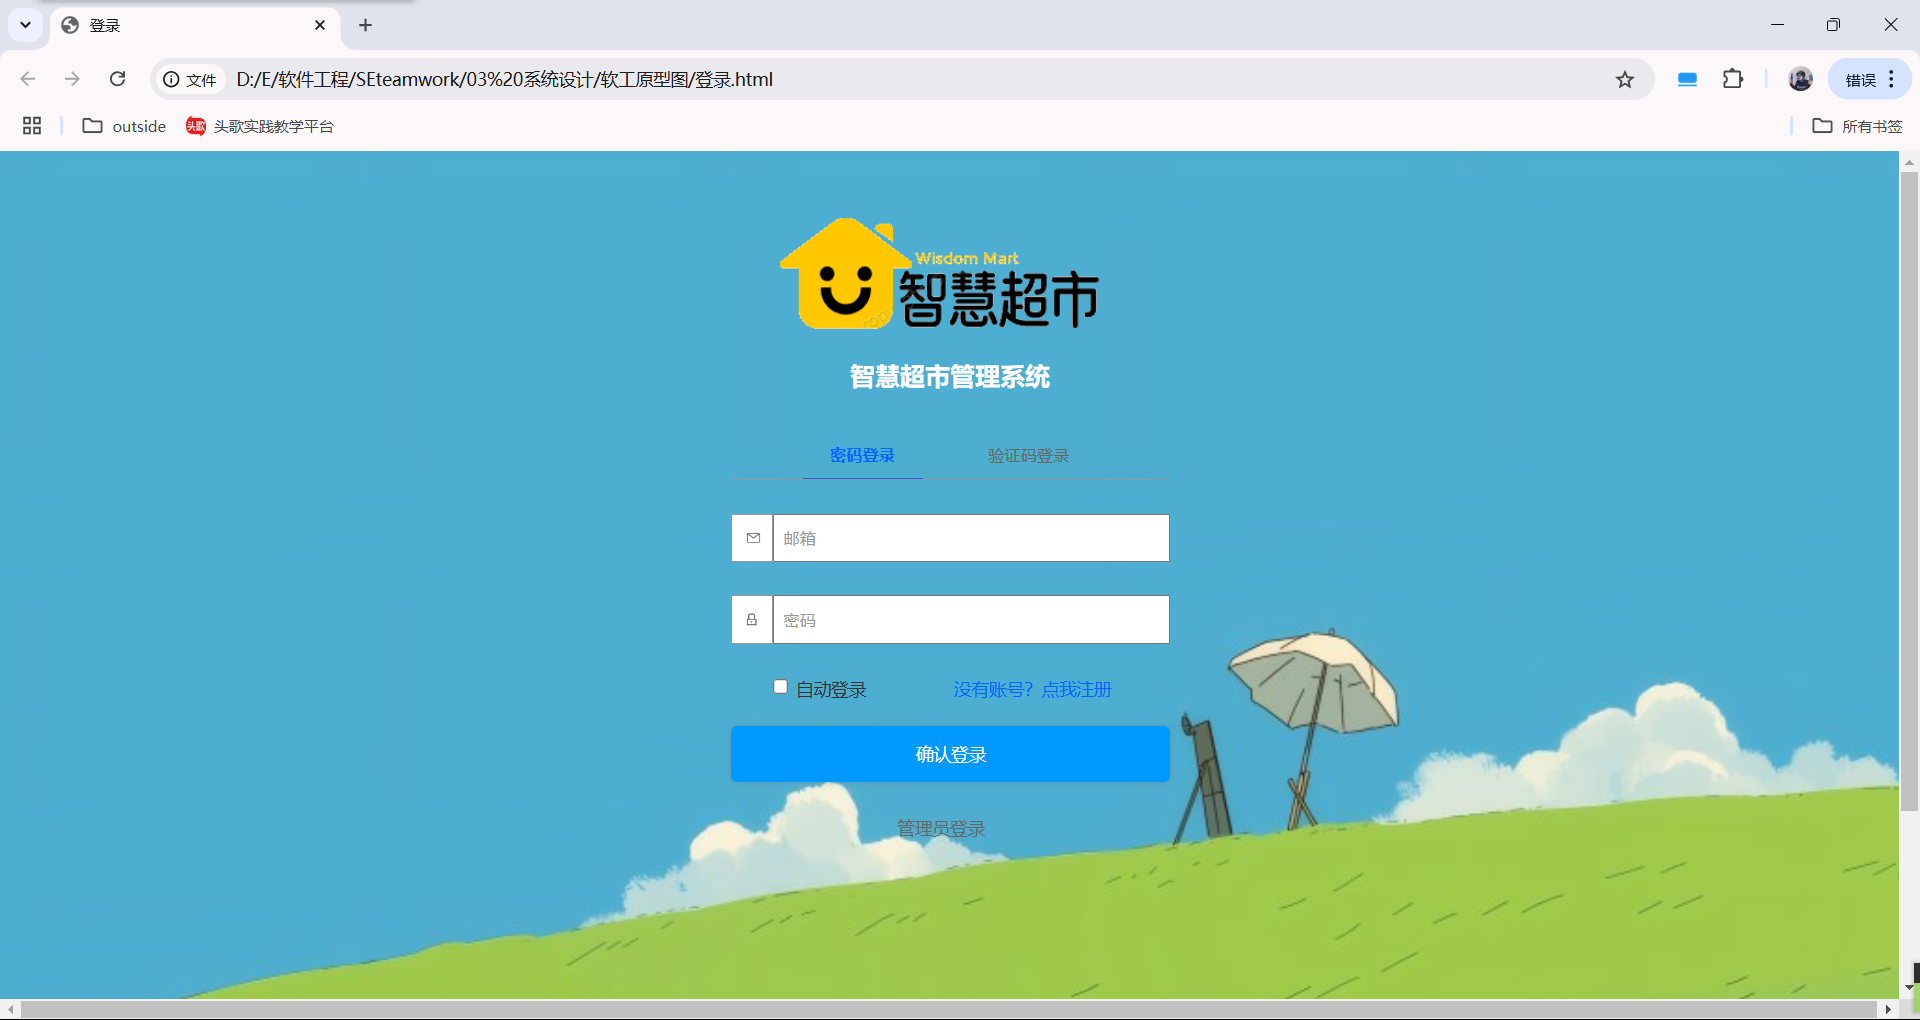 登录
文件
D:/E/软件工程/SEteamwork/03%20系统设计/软工原型图/登录.html
错误
outside
头歌
头歌实践教学平台
所有书签
Wisdom Mart
智慧超市
智慧超市管理系统
密码登录
验证码登录
邮箱
密码
自动登录
没有账号？点我注册
确认登录
管理员登录